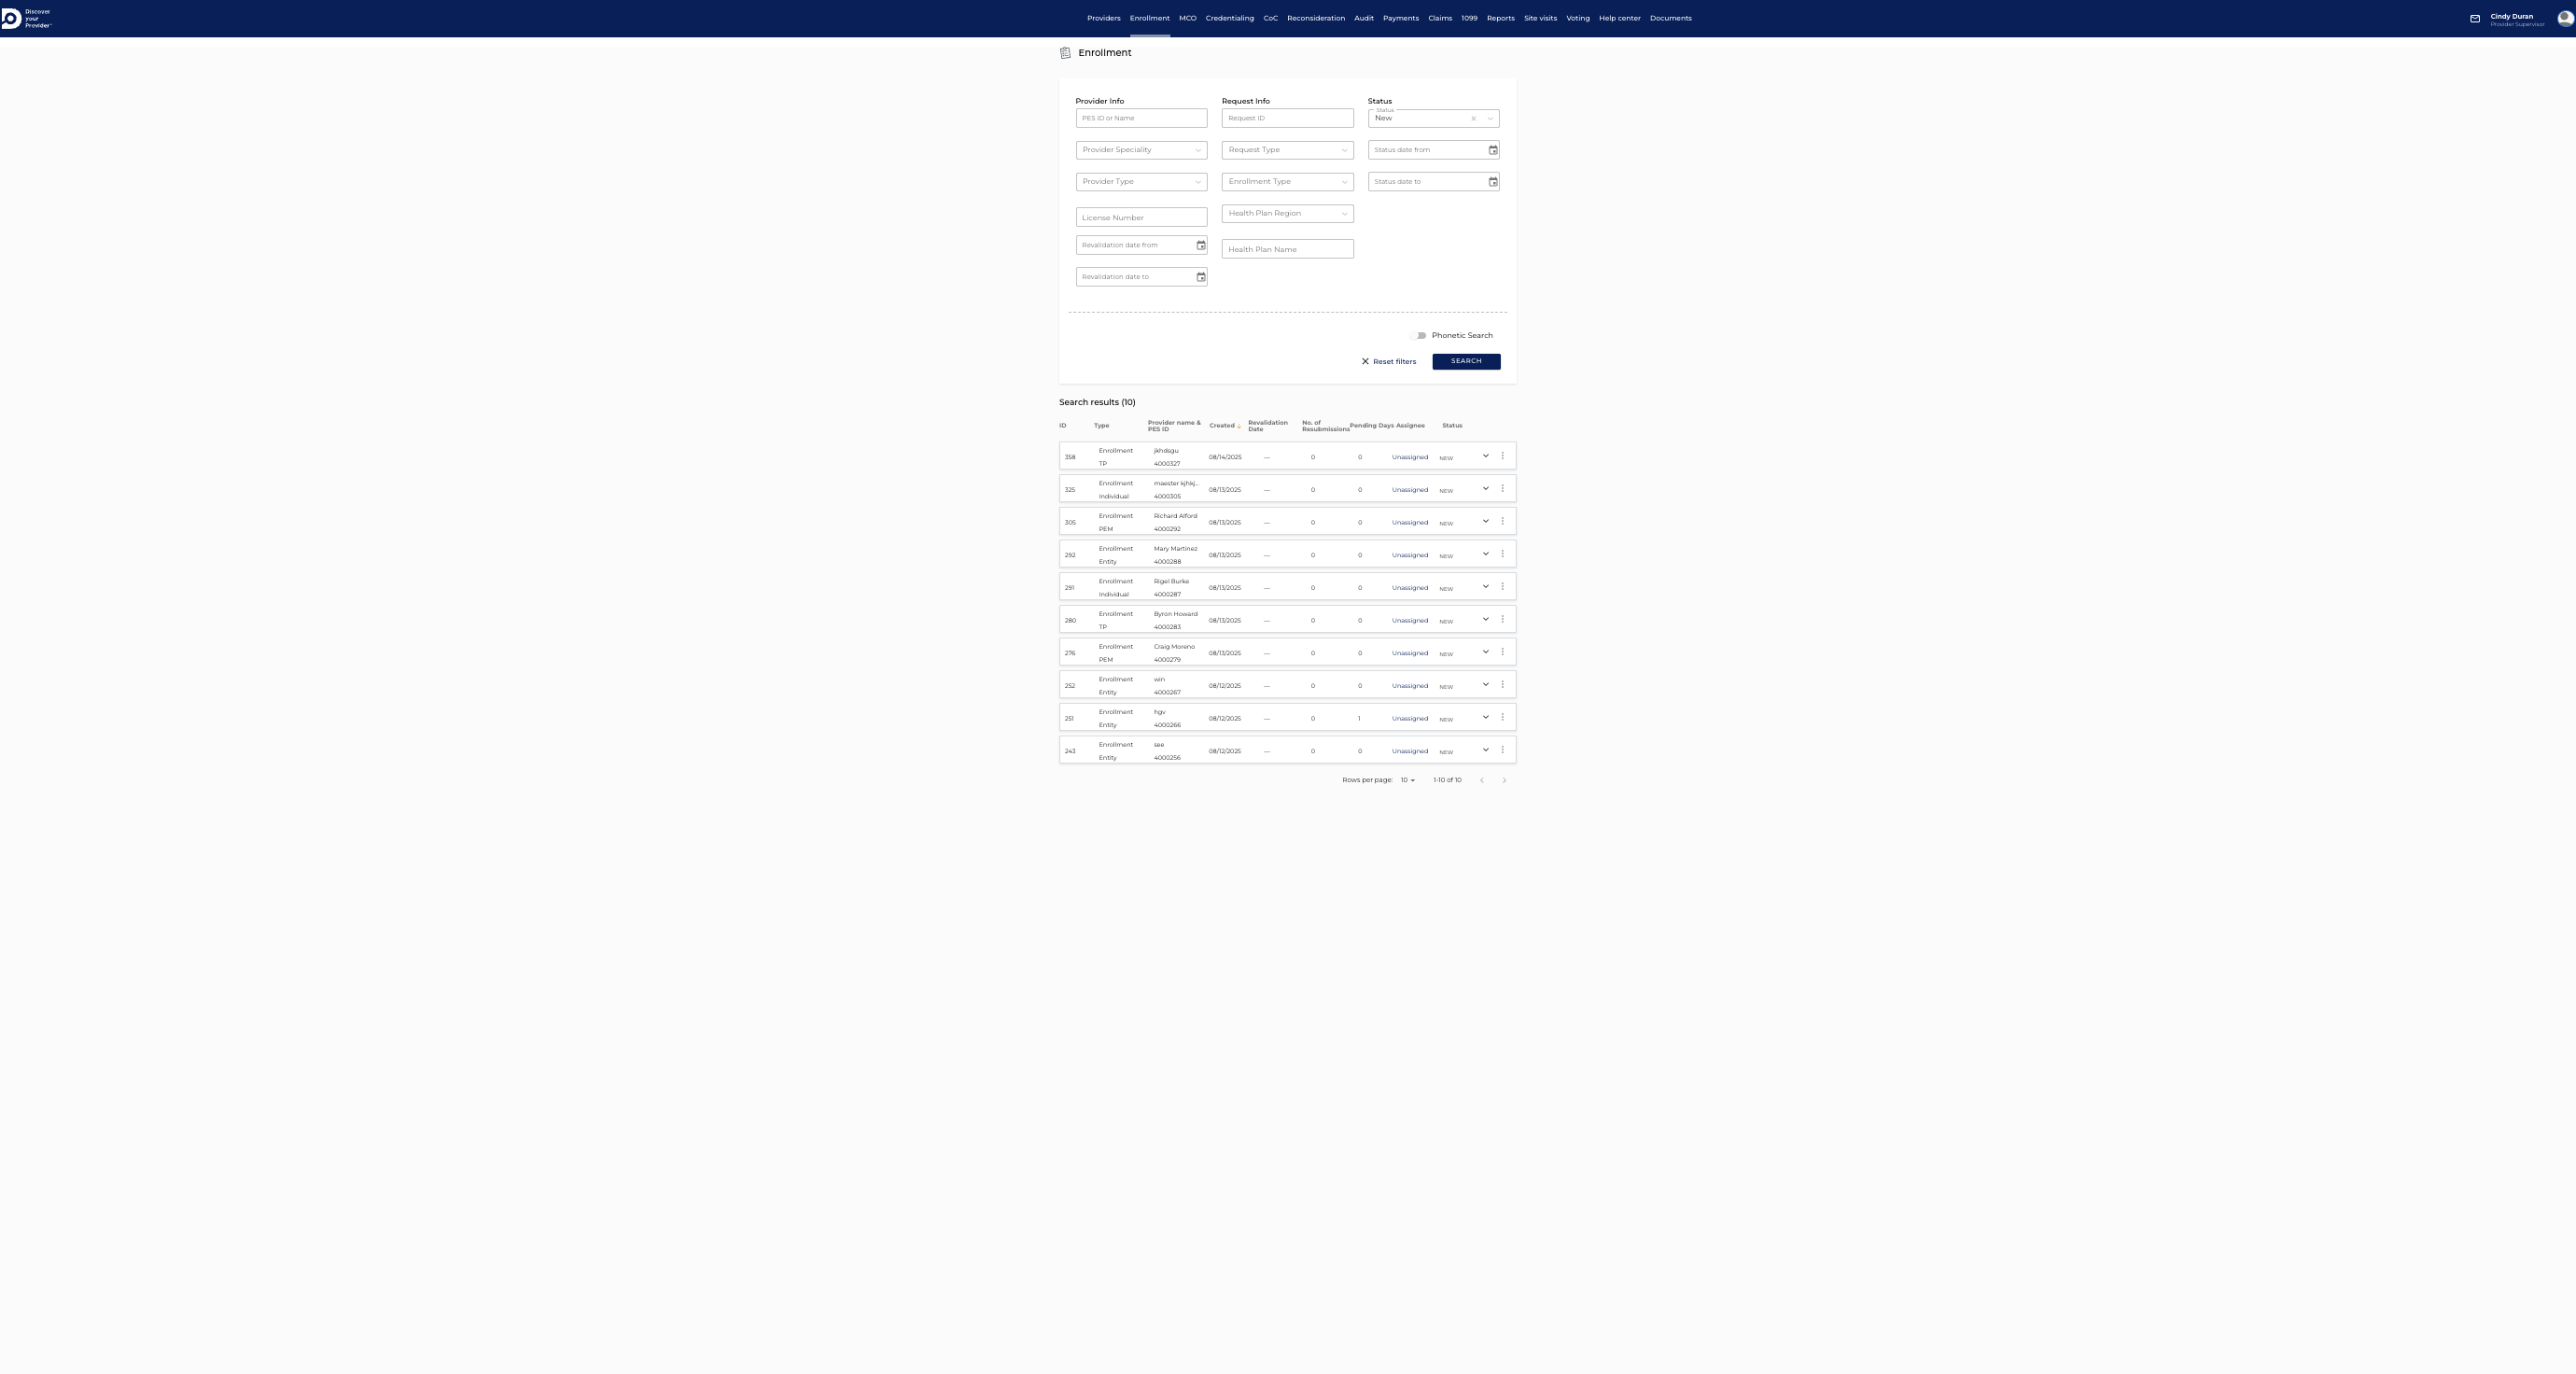 Discover
your
Provider
Providers Enrollment MCO Credentialing CoC Reconsideration Audit Payments Claims 1099 Reports Site visits Voting Help center Documents
Cindy Duran
Provider Supervisor
Enrollment
Provider Info Request Info Status
Status
PES ID or Name Request ID New
Provider Speciality Request Type Status date from
Provider Type Enrollment Type Status date to
License Number Health Plan Region
Revalidation date from Health Plan Name
Revalidation date to
Phonetic Search
Reset filters SEARCH
Search results (10)
ID Type Provider name & PES ID Created Revalidation Date No. of Resubmissions Pending Days Assignee Status
Enrollment jkhdsgu
358 08/14/2025 — 0 0 Unassigned NEW
TP 4000327
Enrollment maester kjhkj...
325 08/13/2025 — 0 0 Unassigned NEW
Individual 4000305
Enrollment Richard Alford
305 08/13/2025 — 0 0 Unassigned NEW
PEM 4000292
Enrollment Mary Martinez
292 08/13/2025 — 0 0 Unassigned NEW
Entity 4000288
Enrollment Rigel Burke
291 08/13/2025 — 0 0 Unassigned NEW
Individual 4000287
Enrollment Byron Howard
280 08/13/2025 — 0 0 Unassigned NEW
TP 4000283
Enrollment Craig Moreno
276 08/13/2025 — 0 0 Unassigned NEW
PEM 4000279
Enrollment win
252 08/12/2025 — 0 0 Unassigned NEW
Entity 4000267
Enrollment hgv
251 08/12/2025 — 0 1 Unassigned NEW
Entity 4000266
Enrollment see
243 08/12/2025 — 0 0 Unassigned NEW
Entity 4000256
Rows per page: 10 1-10 of 10